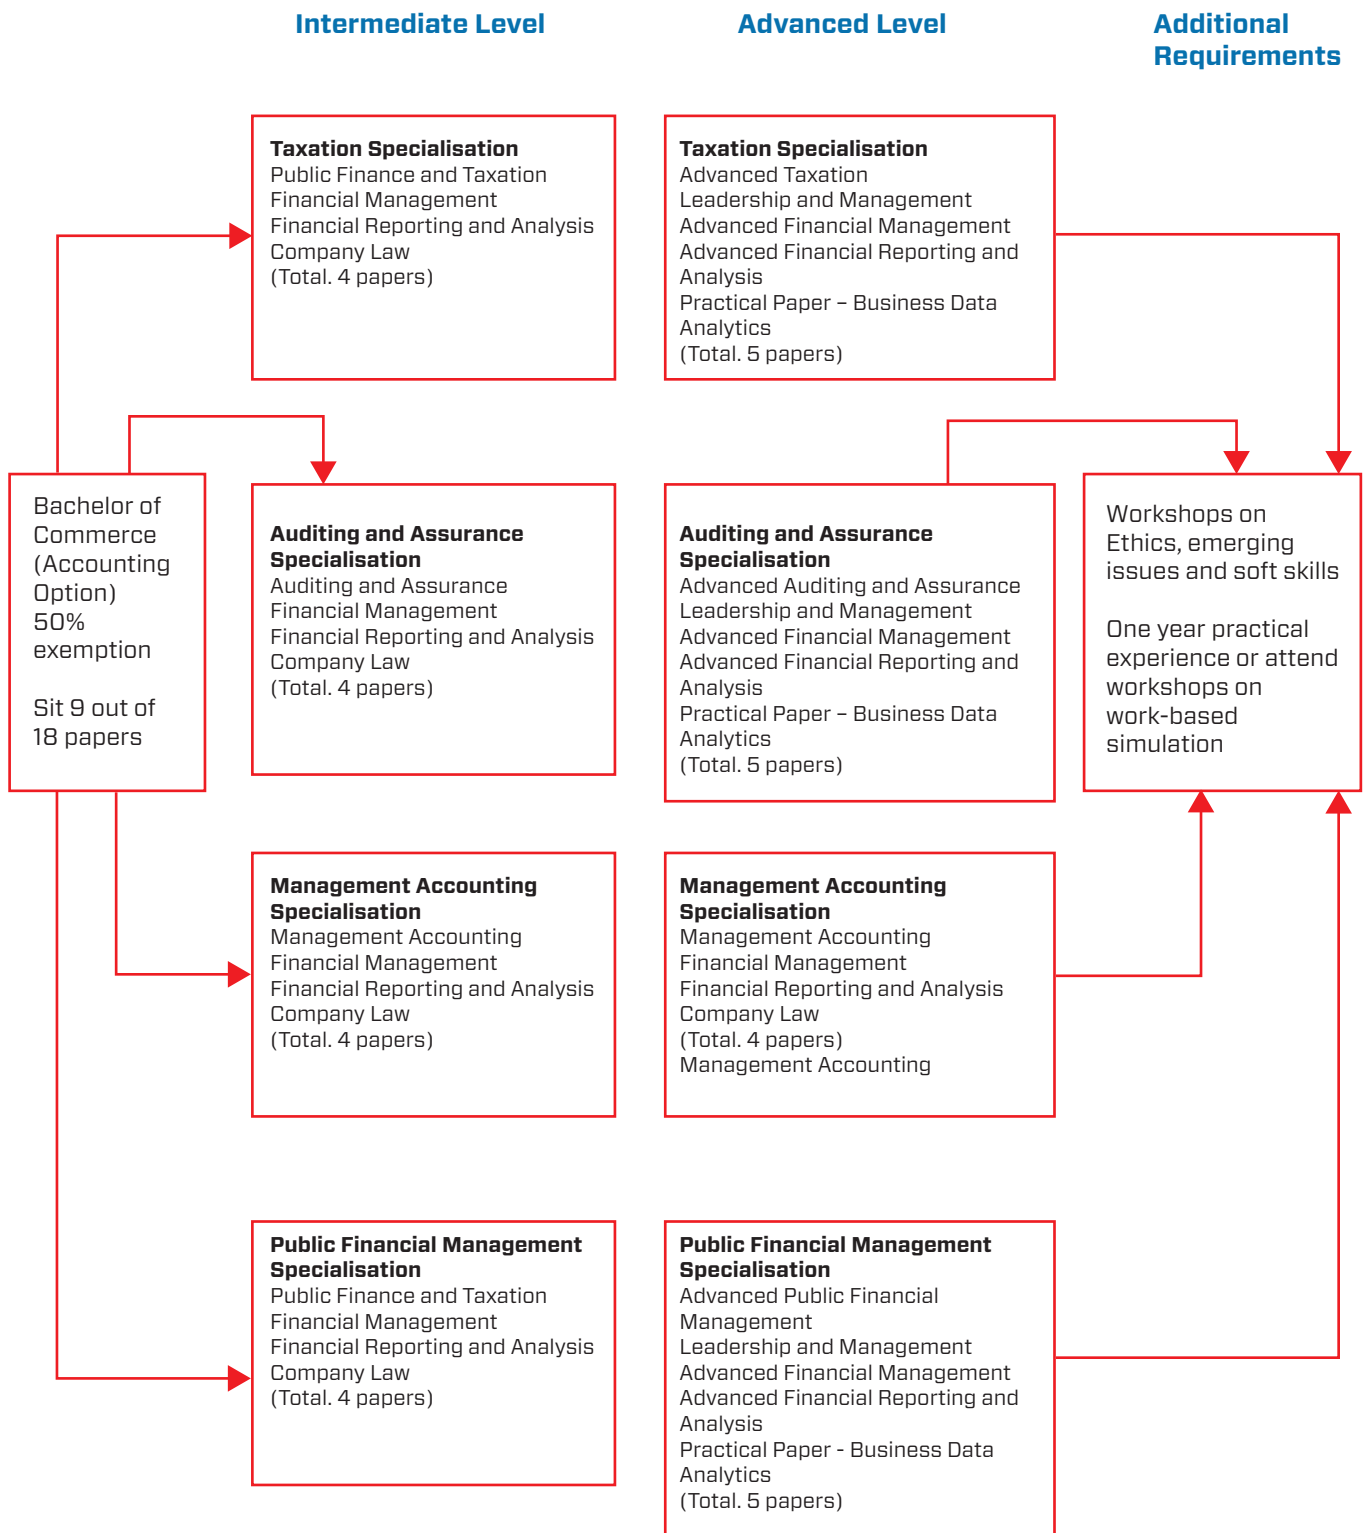 Intermediate Level
Advanced Level
Additional
Requirements
Taxation Specialisation
Public Finance and Taxation
Financial Management
Financial Reporting and Analysis
Company Law
(Total. 4 papers)
Taxation Specialisation
Advanced Taxation
Leadership and Management
Advanced Financial Management
Advanced Financial Reporting and
Analysis
Practical Paper – Business Data
Analytics
(Total. 5 papers)
Bachelor of
Commerce
(Accounting
Option)
50%
exemption
Sit 9 out of
18 papers
Auditing and Assurance
Specialisation
Auditing and Assurance
Financial Management
Financial Reporting and Analysis
Company Law
(Total. 4 papers)
Auditing and Assurance
Specialisation
Advanced Auditing and Assurance
Leadership and Management
Advanced Financial Management
Advanced Financial Reporting and
Analysis
Practical Paper – Business Data
Analytics
(Total. 5 papers)
Workshops on
Ethics, emerging
issues and soft skills
One year practical
experience or attend
workshops on
work-based
simulation
Management Accounting
Specialisation
Management Accounting
Financial Management
Financial Reporting and Analysis
Company Law
(Total. 4 papers)
Management Accounting
Specialisation
Management Accounting
Financial Management
Financial Reporting and Analysis
Company Law
(Total. 4 papers)
Management Accounting
Public Financial Management
Specialisation
Public Finance and Taxation
Financial Management
Financial Reporting and Analysis
Company Law
(Total. 4 papers)
Public Financial Management
Specialisation
Advanced Public Financial
Management
Leadership and Management
Advanced Financial Management
Advanced Financial Reporting and
Analysis
Practical Paper - Business Data
Analytics
(Total. 5 papers)